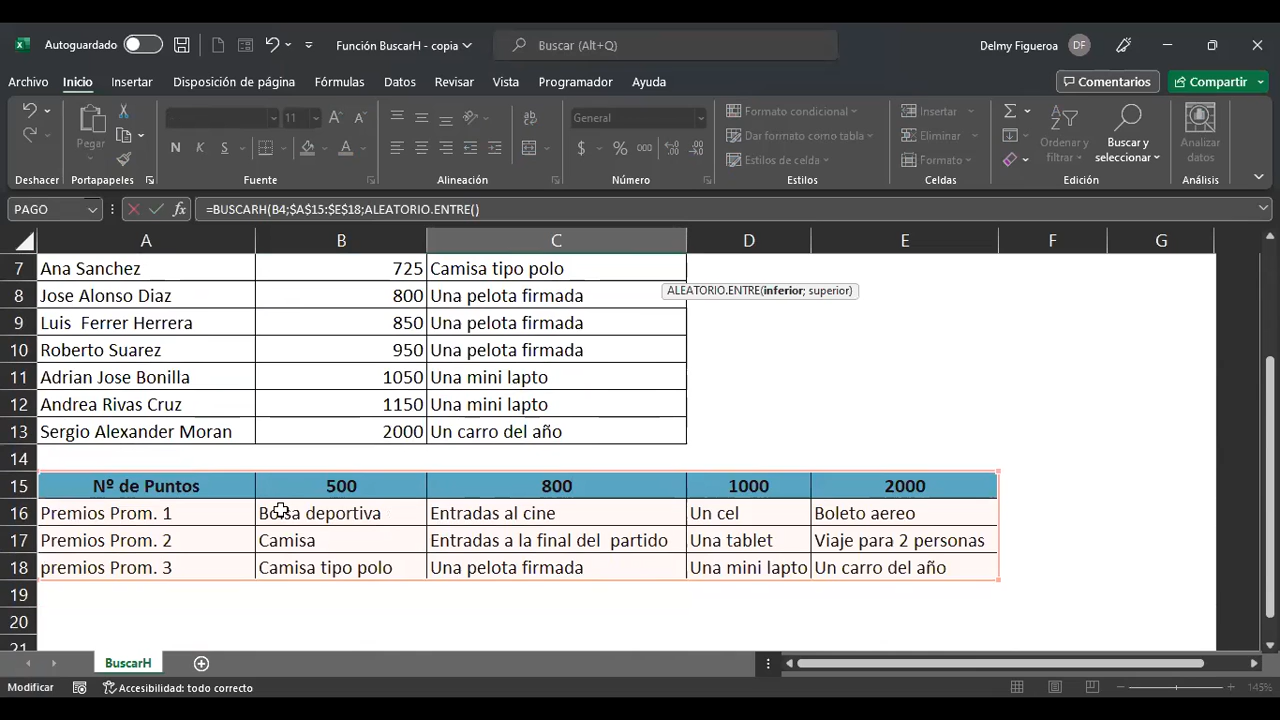 Autoguardado Función BuscarH - copia Buscar (Alt+Q) Delmy Figueroa DF
Archivo Inicio Insertar Disposición de página Fórmulas Datos Revisar Vista Programador Ayuda Comentarios Compartir
11 General Formato condicional Insertar
Pegar N K S $ % 000 Dar formato como tabla Eliminar Ordenar y filtrar Buscar y seleccionar Analizar datos
Estilos de celda Formato
Deshacer Portapapeles Fuente Alineación Número Estilos Celdas Edición Análisis
PAGO =BUSCARH(B4;$A$15:$E$18;ALEATORIO.ENTRE()
A B C D E F G
7 Ana Sanchez 725 Camisa tipo polo
ALEATORIO.ENTRE(inferior; superior)
8 Jose Alonso Diaz 800 Una pelota firmada
9 Luis Ferrer Herrera 850 Una pelota firmada
10 Roberto Suarez 950 Una pelota firmada
11 Adrian Jose Bonilla 1050 Una mini lapto
12 Andrea Rivas Cruz 1150 Una mini lapto
13 Sergio Alexander Moran 2000 Un carro del año
14
15 Nº de Puntos 500 800 1000 2000
16 Premios Prom. 1 Bolsa deportiva Entradas al cine Un cel Boleto aereo
17 Premios Prom. 2 Camisa Entradas a la final del partido Una tablet Viaje para 2 personas
18 premios Prom. 3 Camisa tipo polo Una pelota firmada Una mini lapto Un carro del año
19
20
21
BuscarH
Modificar Accesibilidad: todo correcto 145%